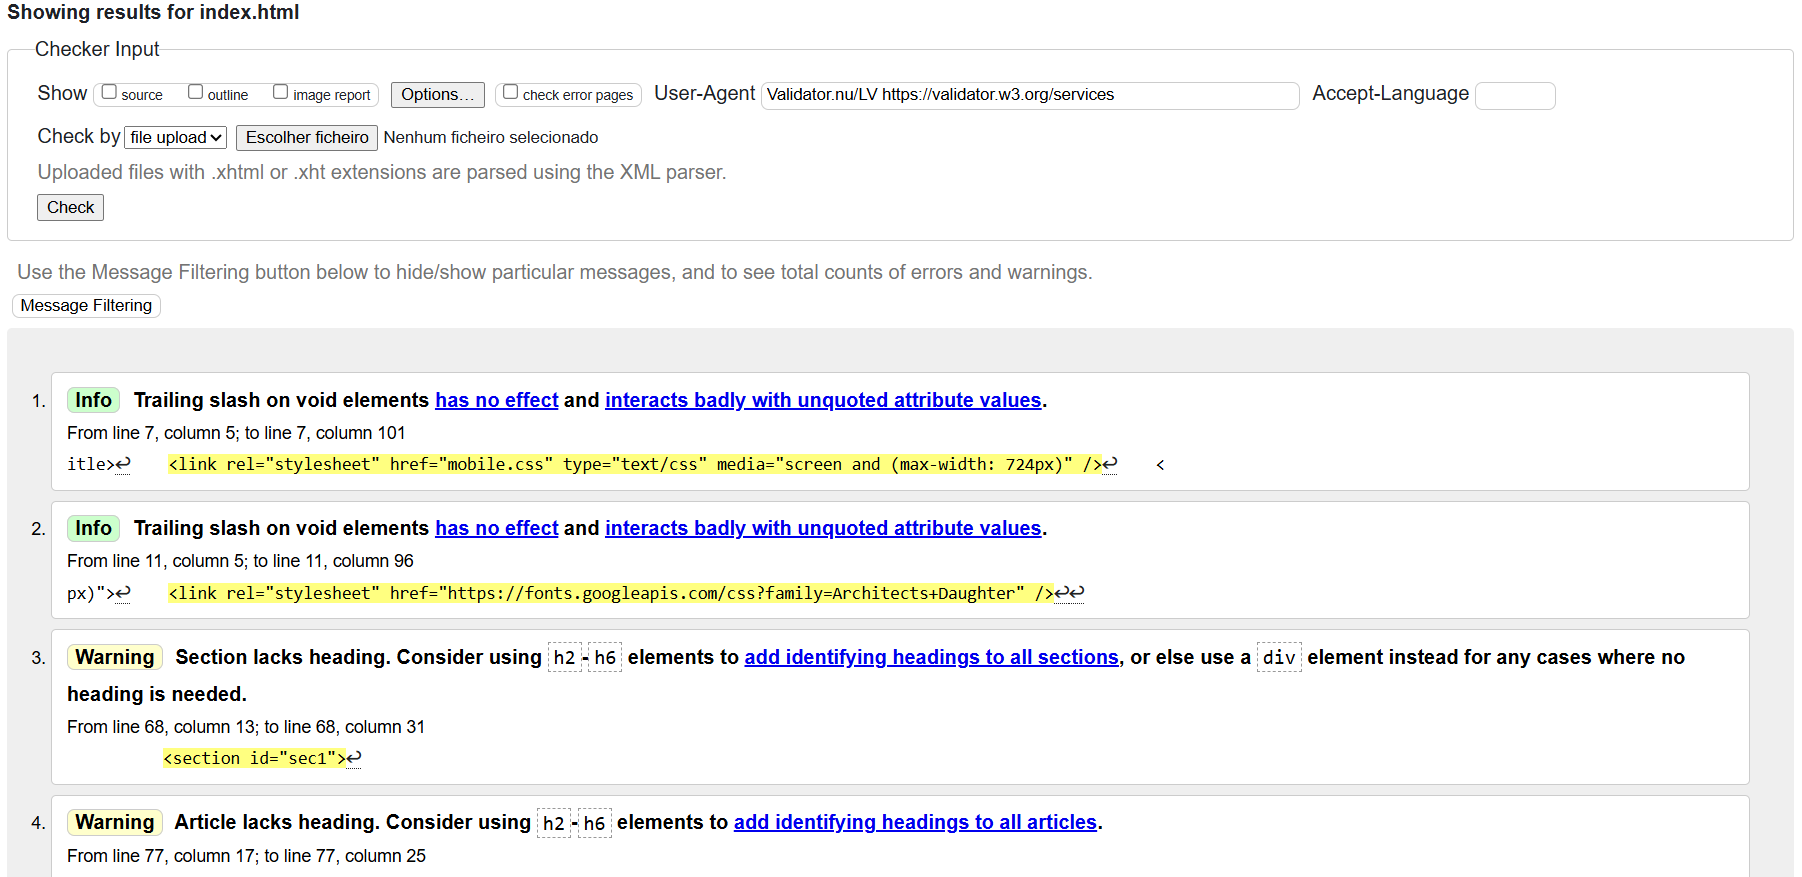 Showing results for index.html
Checker Input
Show source outline image report Options... check error pages User-Agent Validator.nu/LV https://validator.w3.org/services Accept-Language
Check by file upload Escolher ficheiro Nenhum ficheiro selecionado
Uploaded files with .xhtml or .xht extensions are parsed using the XML parser.
Check
Use the Message Filtering button below to hide/show particular messages, and to see total counts of errors and warnings.
Message Filtering
1. Info Trailing slash on void elements has no effect and interacts badly with unquoted attribute values.
From line 7, column 5; to line 7, column 101
itle>↩ <link rel="stylesheet" href="mobile.css" type="text/css" media="screen and (max-width: 724px)" />↩ <
2. Info Trailing slash on void elements has no effect and interacts badly with unquoted attribute values.
From line 11, column 5; to line 11, column 96
px)">↩ <link rel="stylesheet" href="https://fonts.googleapis.com/css?family=Architects+Daughter" />↩↩
3. Warning Section lacks heading. Consider using h2-h6 elements to add identifying headings to all sections, or else use a div element instead for any cases where no
heading is needed.
From line 68, column 13; to line 68, column 31
<section id="sec1">↩
4. Warning Article lacks heading. Consider using h2-h6 elements to add identifying headings to all articles.
From line 77, column 17; to line 77, column 25